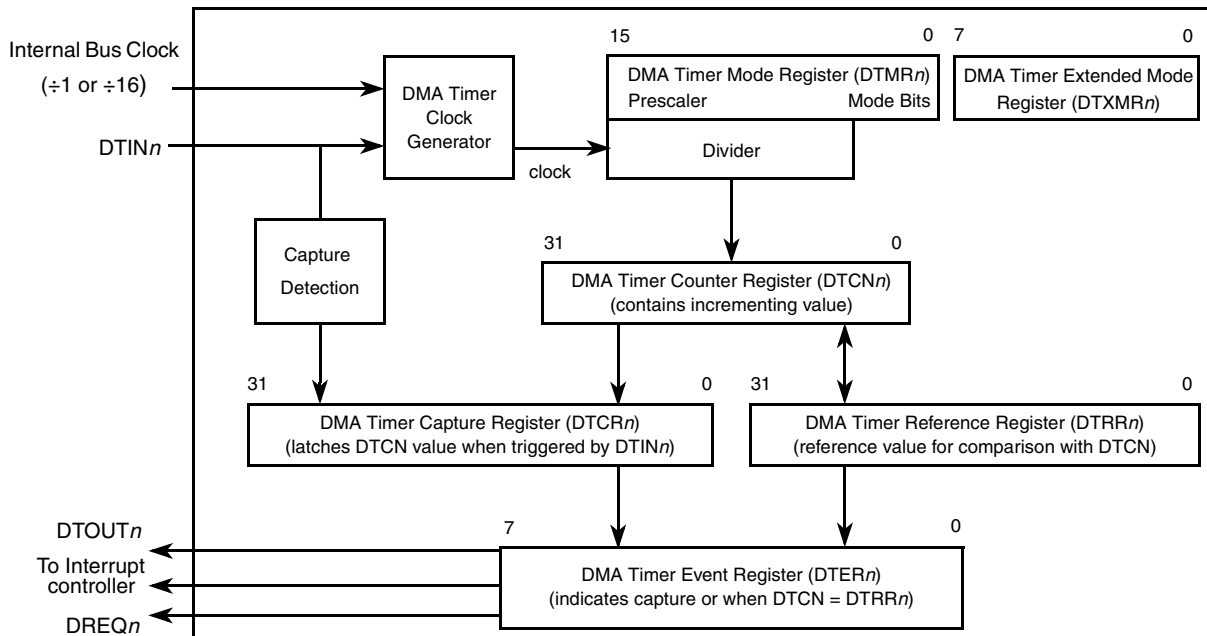 Internal Bus Clock
(÷1 or ÷16)
DTINn
DMA Timer
Clock
Generator
clock
15 0
DMA Timer Mode Register (DTMRn)
Prescaler Mode Bits
Divider
7 0
DMA Timer Extended Mode
Register (DTXMRn)
Capture
Detection
31 0
DMA Timer Counter Register (DTCNn)
(contains incrementing value)
31 0
DMA Timer Capture Register (DTCRn)
(latches DTCN value when triggered by DTINn)
31 0
DMA Timer Reference Register (DTRRn)
(reference value for comparison with DTCN)
7 0
DMA Timer Event Register (DTERn)
(indicates capture or when DTCN = DTRRn)
DTOUTn
To Interrupt
controller
DREQn